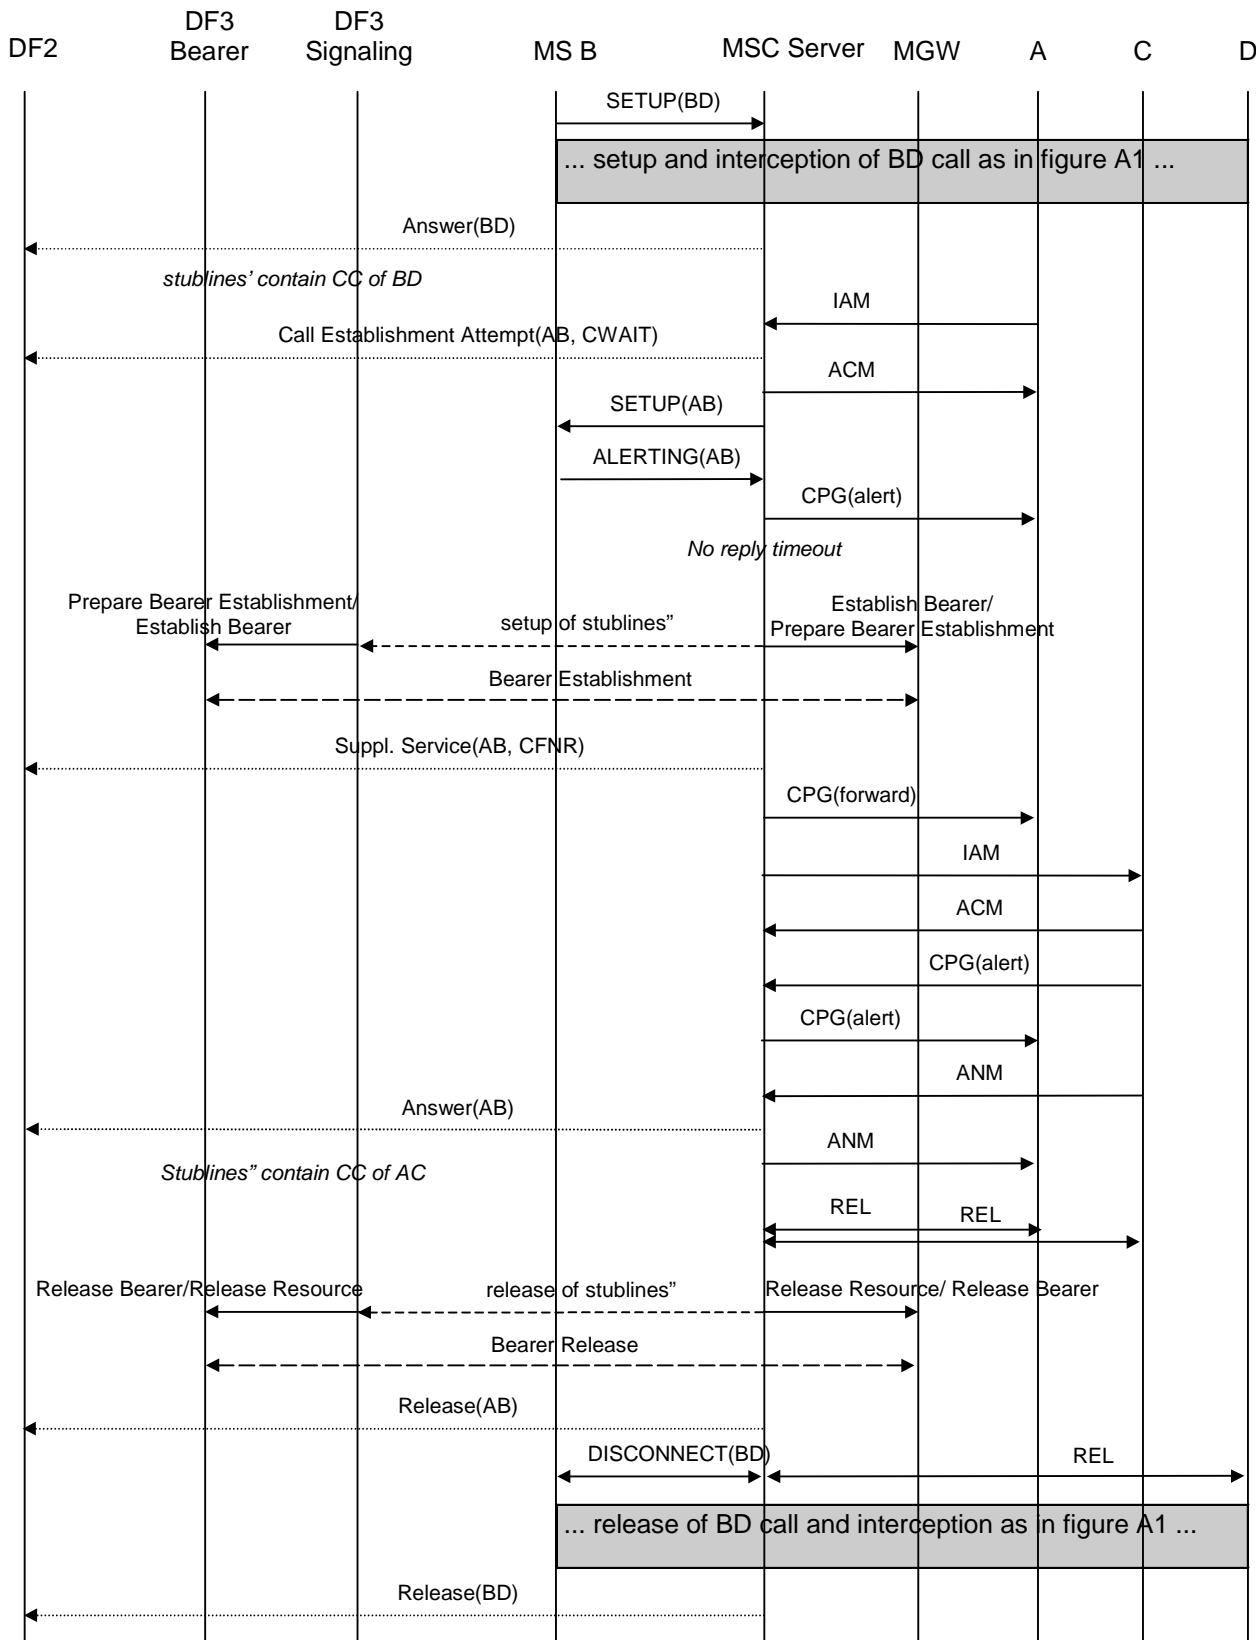 DF2
DF3
Bearer
DF3
Signaling
MS B
MSC Server
MGW
A
C
D
SETUP(BD)
... setup and interception of BD call as in figure A1 ...
Answer(BD)
stublines’ contain CC of BD
IAM
Call Establishment Attempt(AB, CWAIT)
ACM
SETUP(AB)
ALERTING(AB)
CPG(alert)
No reply timeout
Prepare Bearer Establishment/
Establish Bearer
setup of stublines”
Establish Bearer/
Prepare Bearer Establishment
Bearer Establishment
Suppl. Service(AB, CFNR)
CPG(forward)
IAM
ACM
CPG(alert)
CPG(alert)
ANM
Answer(AB)
ANM
Stublines” contain CC of AC
REL
REL
Release Bearer/Release Resource
release of stublines”
Release Resource/ Release Bearer
Bearer Release
Release(AB)
DISCONNECT(BD)
REL
... release of BD call and interception as in figure A1 ...
Release(BD)